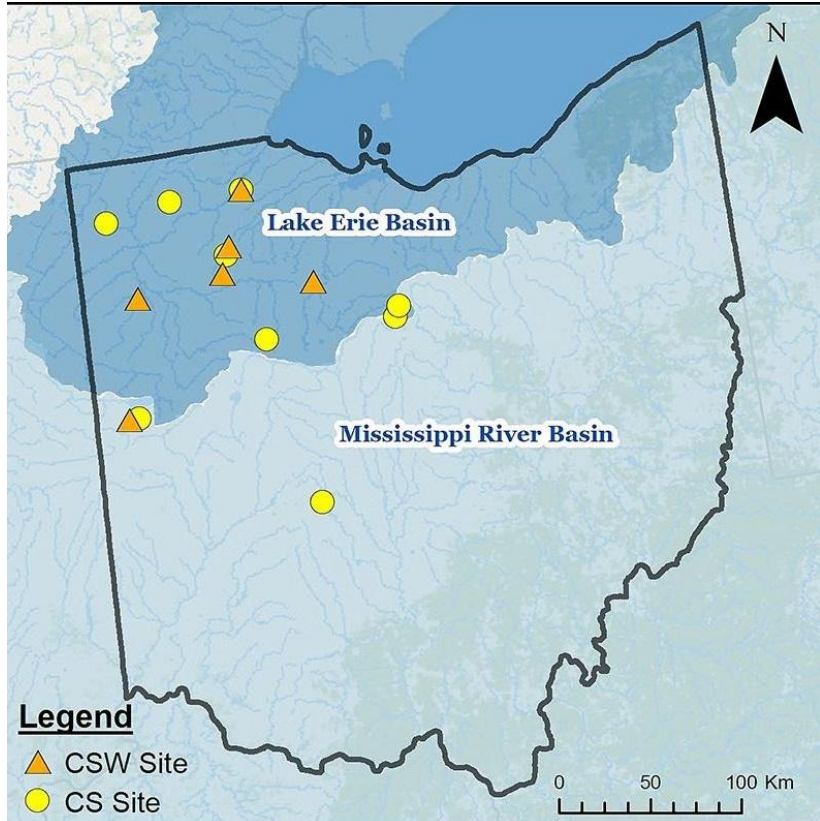 N
Lake Erie Basin
Mississippi River Basin
Legend
CSW Site
CS Site
0 50 100 Km